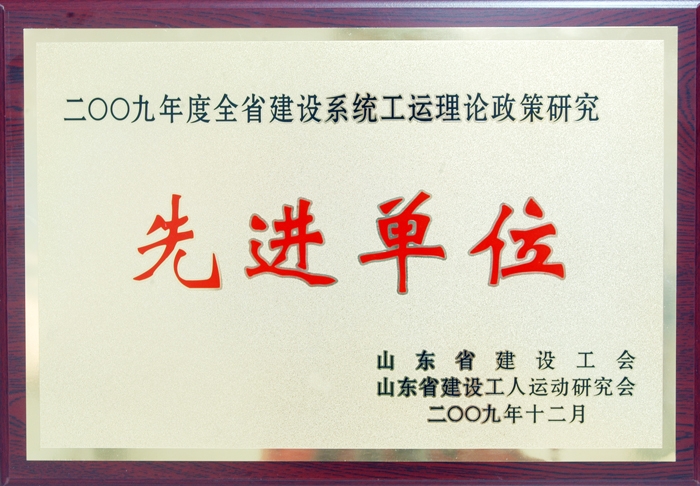 二〇〇九年度全省建设系统工运理论政策研究
先进单位
山东省建设工会
山东省建设工人运动研究会
二〇〇九年十二月